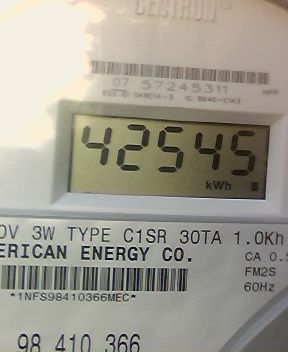 CENTRON
07 57245311
42545
kWh
0V 3W TYPE C1SR 30TA 1.0Kh
ERICAN ENERGY CO.
CA 0.5
FM2S
*1NFS98410366MEC*
60Hz
98 410 366